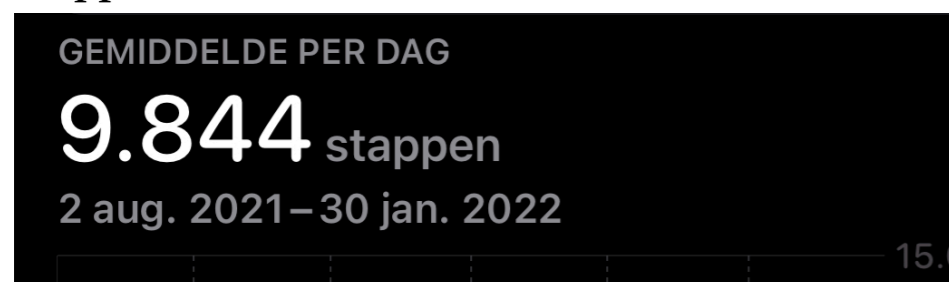 GEMIDDELDE PER DAG
9.844 stappen
2 aug. 2021–30 jan. 2022